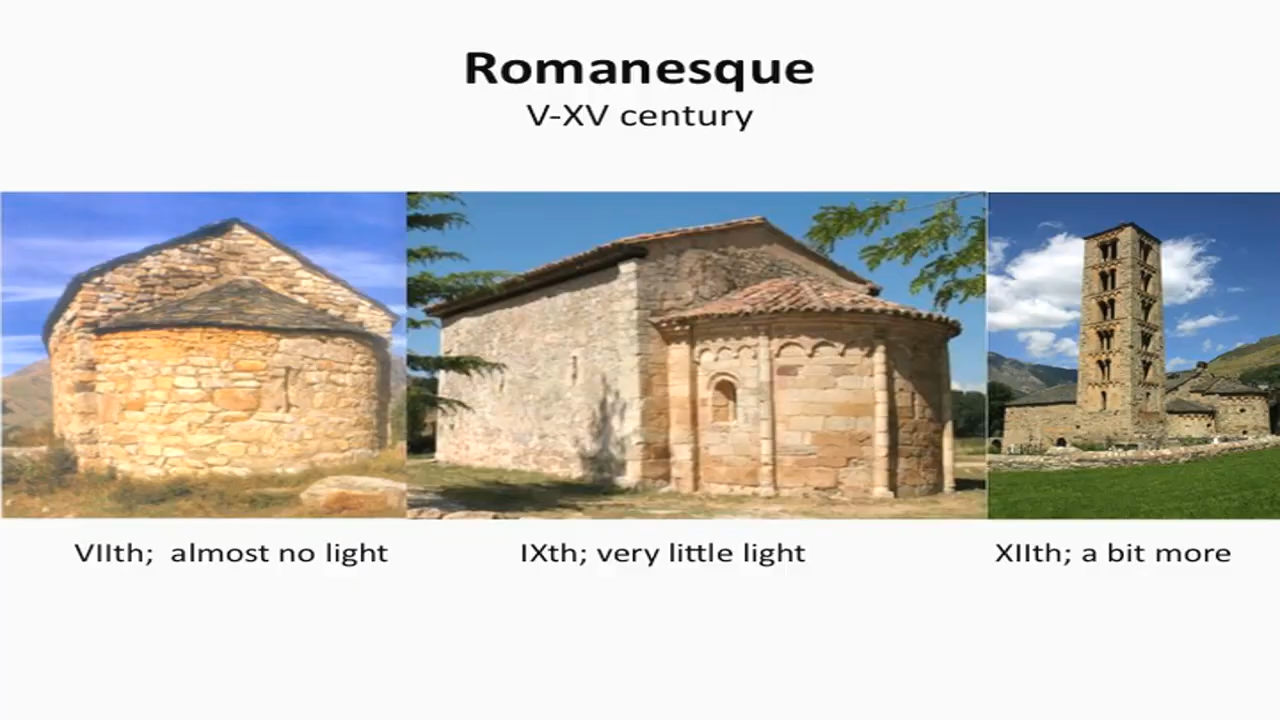 Romanesque
V-XV century
VIIth;  almost no light
IXth; very little light
XIIth; a bit more